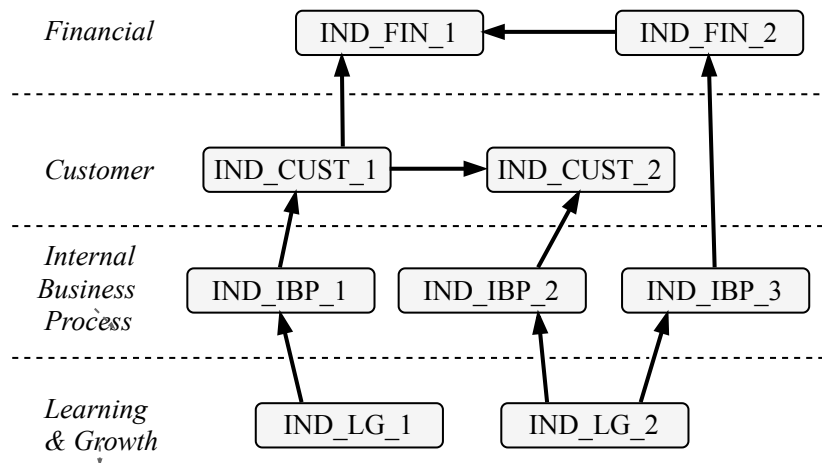 Financial
IND_FIN_1
IND_FIN_2
Customer
IND_CUST_1
IND_CUST_2
Internal
Business
Process
IND_IBP_1
IND_IBP_2
IND_IBP_3
Learning
& Growth
IND_LG_1
IND_LG_2